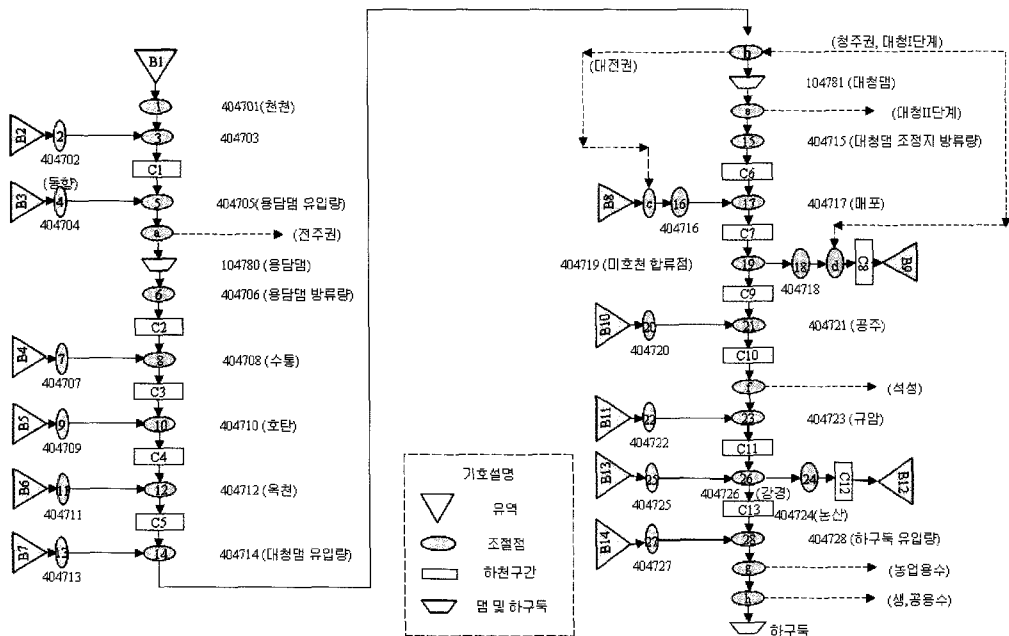 B1
1
404701(천천)
B2
2
3
404703
404702
(동향)
C1
B3
4
5
404705(용담댐 유입량)
404704
a
(전주권)
104780 (용담댐)
6
404706 (용담댐 방류량)
C2
B4
7
8
404708 (수통)
404707
C3
B5
9
10
404710 (호탄)
404709
C4
B6
11
12
404712 (옥천)
404711
C5
B7
13
14
404714 (대청댐 유입량)
404713
기호설명
유역
조절점
하천구간
댐 및 하구둑
b
(청주권, 대청I단계)
(대전권)
104781 (대청댐)
e
(대청II단계)
15
404715 (대청댐 조정지 방류량)
C6
B8
c
16
17
404717 (매포)
404716
C7
404719 (미호천 합류점)
19
18
d
C8
B9
404718
C9
B10
20
21
404721 (공주)
404720
C10
f
(석성)
B11
22
23
404723 (규암)
404722
C11
B13
25
26
24
C12
B12
404725
404726
(강경)
C13
404724(논산)
B14
27
28
404728 (하구둑 유입량)
404727
g
(농업용수)
h
(생,공용수)
하구둑